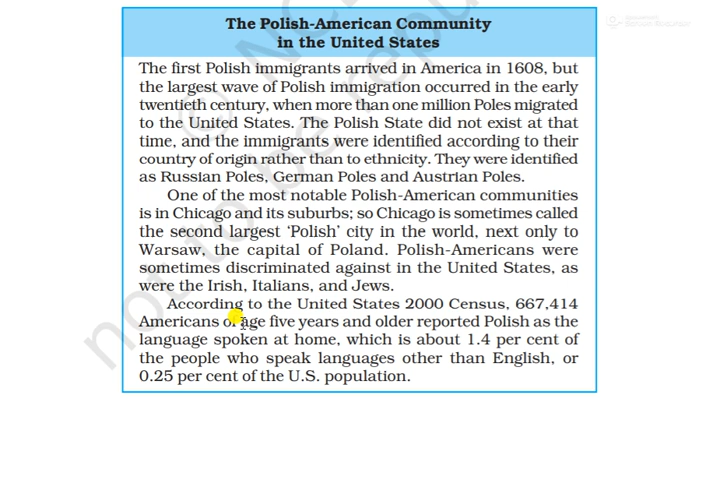 The Polish-American Community
in the United States
The first Polish immigrants arrived in America in 1608, but
the largest wave of Polish immigration occurred in the early
twentieth century, when more than one million Poles migrated
to the United States. The Polish State did not exist at that
time, and the immigrants were identified according to their
country of origin rather than to ethnicity. They were identified
as Russian Poles, German Poles and Austrian Poles.
One of the most notable Polish-American communities
is in Chicago and its suburbs; so Chicago is sometimes called
the second largest ‘Polish’ city in the world, next only to
Warsaw, the capital of Poland. Polish-Americans were
sometimes discriminated against in the United States, as
were the Irish, Italians, and Jews.
According to the United States 2000 Census, 667,414
Americans of age five years and older reported Polish as the
language spoken at home, which is about 1.4 per cent of
the people who speak languages other than English, or
0.25 per cent of the U.S. population.